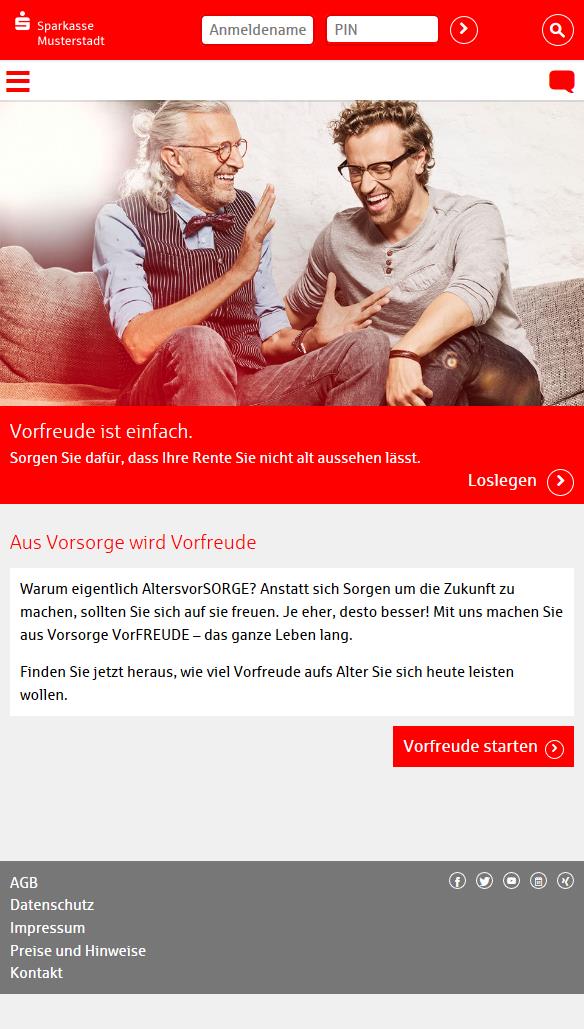 Sparkasse
Musterstadt
Anmeldename
PIN
Vorfreude ist einfach.
Sorgen Sie dafür, dass Ihre Rente Sie nicht alt aussehen lässt.
Loslegen
Aus Vorsorge wird Vorfreude
Warum eigentlich AltersvorSORGE? Anstatt sich Sorgen um die Zukunft zu
machen, sollten Sie sich auf sie freuen. Je eher, desto besser! Mit uns machen Sie
aus Vorsorge VorFREUDE – das ganze Leben lang.
Finden Sie jetzt heraus, wie viel Vorfreude aufs Alter Sie sich heute leisten
wollen.
Vorfreude starten
AGB
Datenschutz
Impressum
Preise und Hinweise
Kontakt